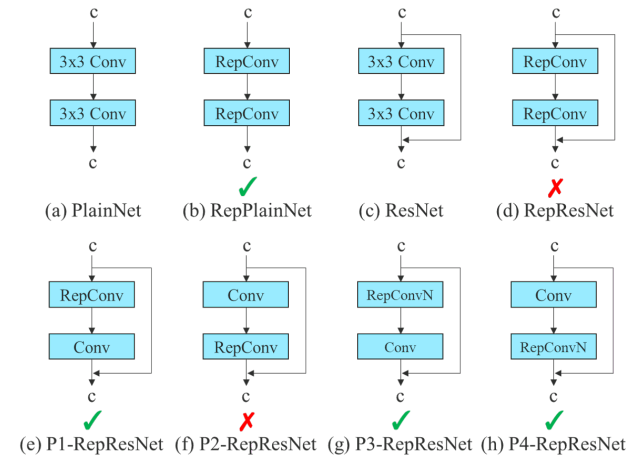 c c c c
3x3 Conv RepConv 3x3 Conv RepConv
3x3 Conv RepConv 3x3 Conv RepConv
c c c c
✓ ✗
(a) PlainNet (b) RepPlainNet (c) ResNet (d) RepResNet
c c c c
RepConv Conv RepConvN Conv
Conv RepConv Conv RepConvN
c c c c
✓ ✗ ✓ ✓
(e) P1-RepResNet (f) P2-RepResNet (g) P3-RepResNet (h) P4-RepResNet